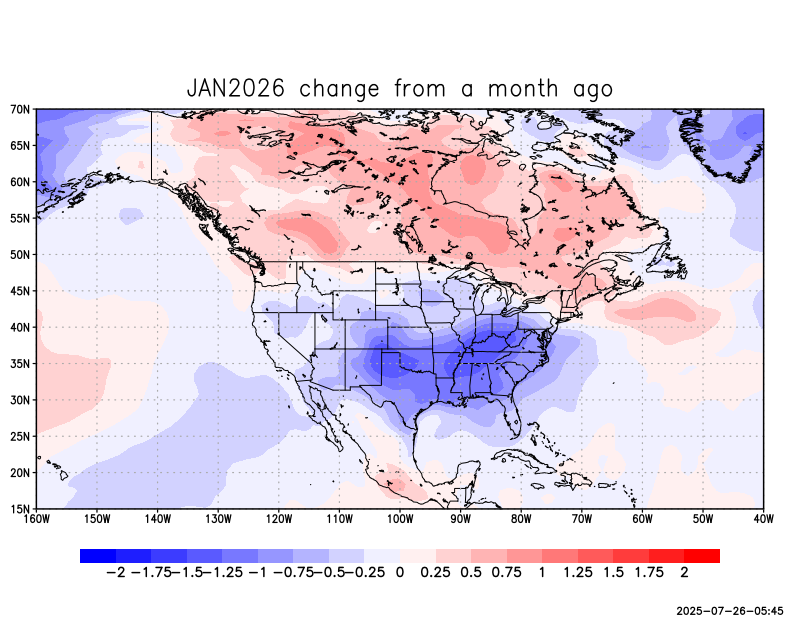 JAN2026 change from a month ago
70N
65N
60N
55N
50N
45N
40N
35N
30N
25N
20N
15N
160W 150W 140W 130W 120W 110W 100W 90W 80W 70W 60W 50W 40W
-2 -1.75 -1.5 -1.25 -1 -0.75 -0.5 -0.25 0 0.25 0.5 0.75 1 1.25 1.5 1.75 2
2025-07-26-05:45